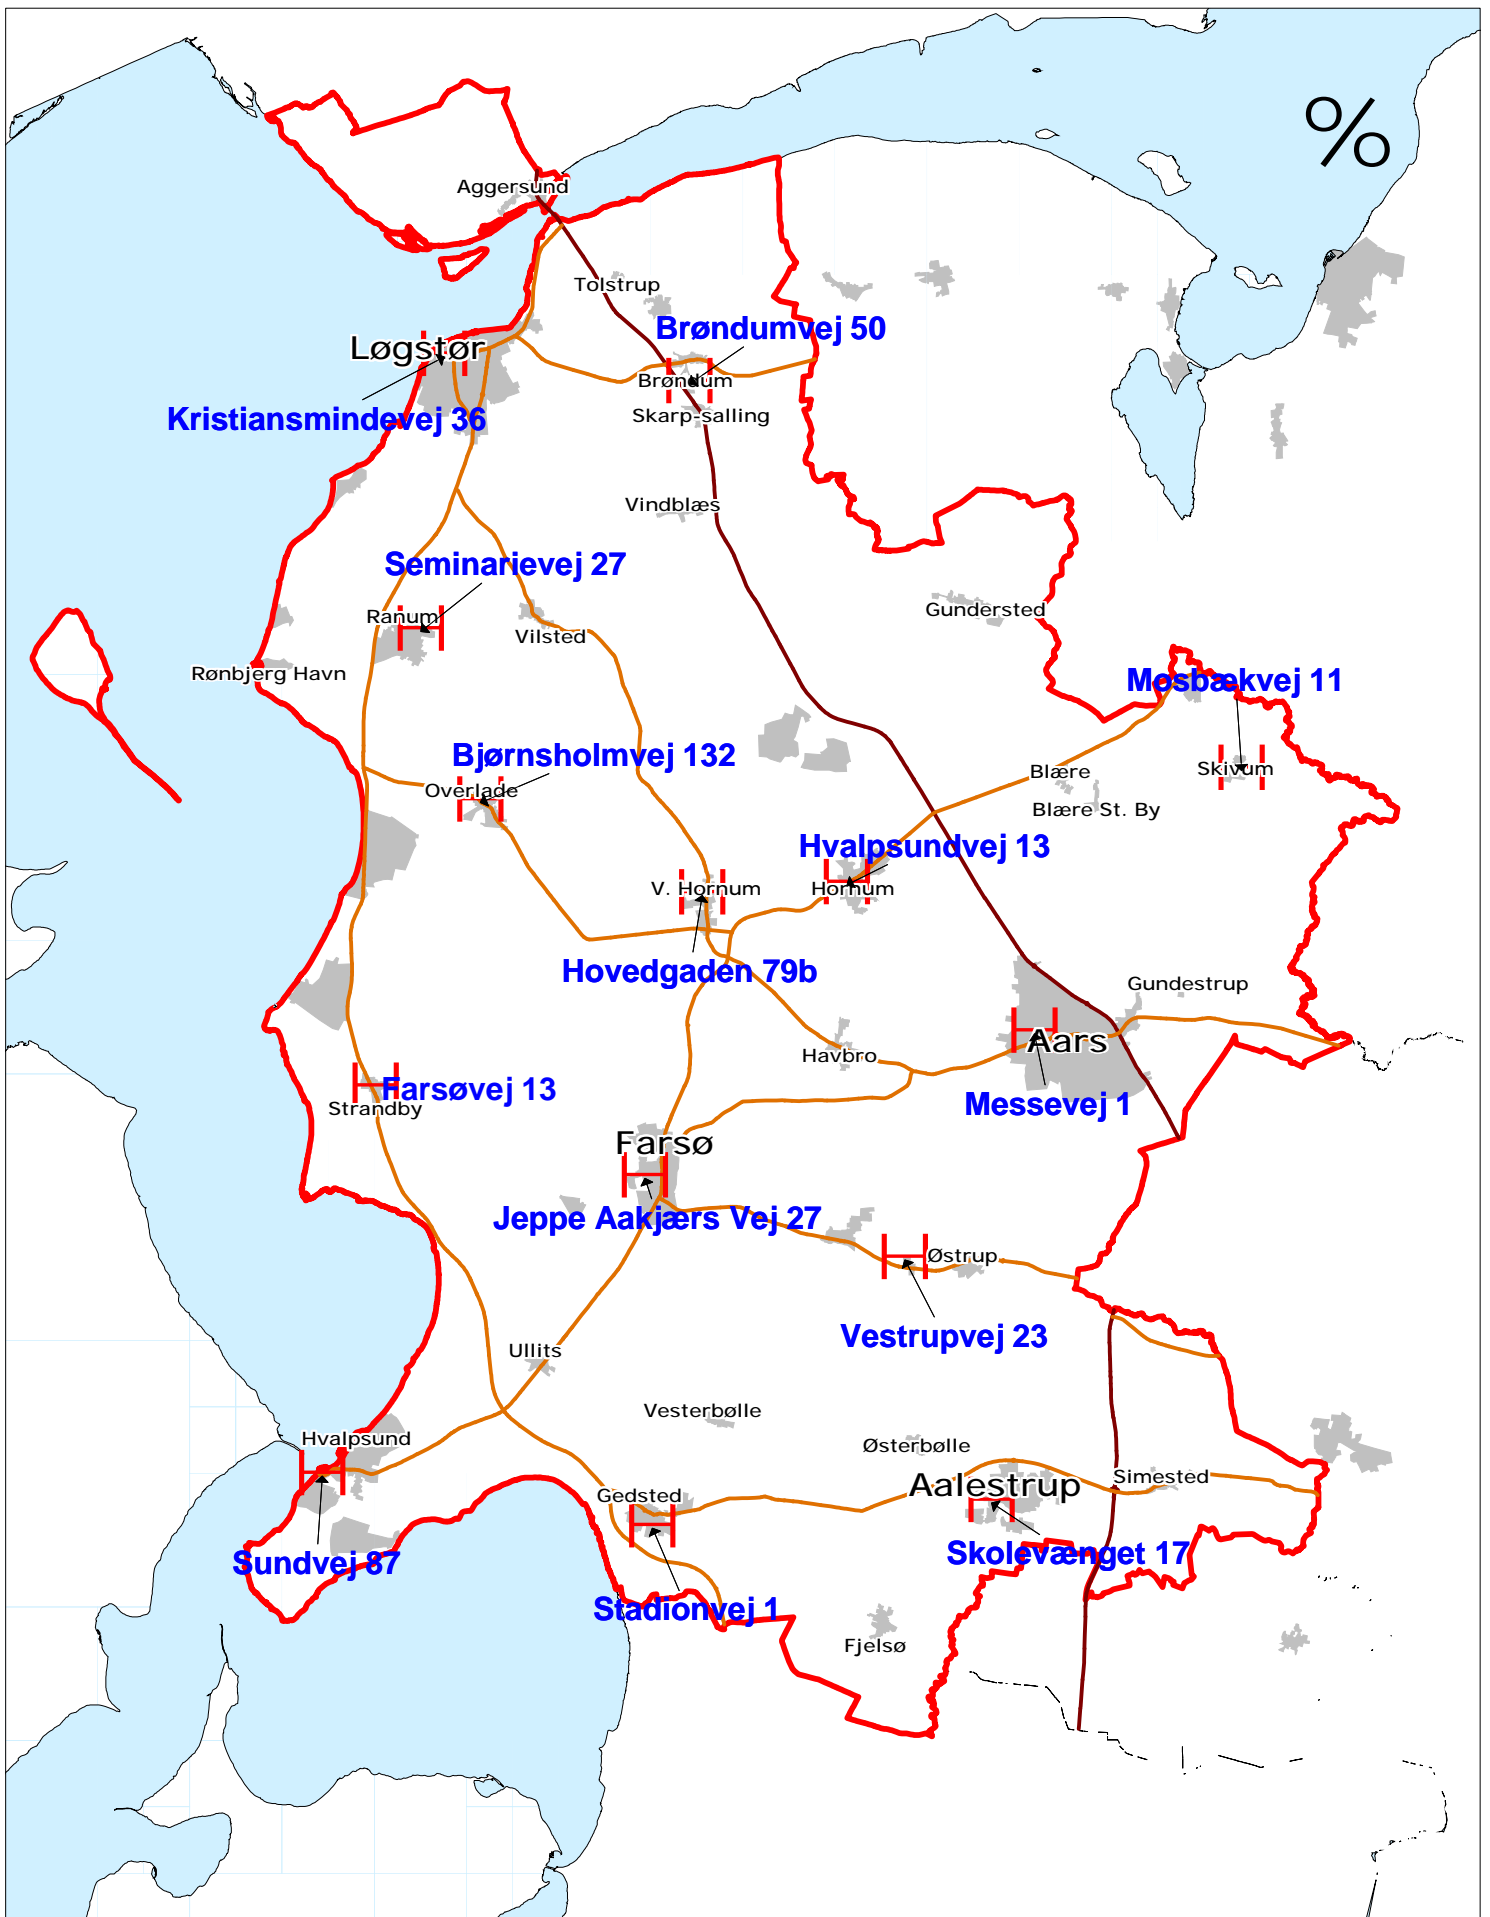 %
Aggersund
Tolstrup
Brøndumvej 50
Løgstør
Brøndum
Skarp-salling
Kristiansmindevej 36
Vindblæs
Seminarievej 27
Gundersted
Ranum
Vilsted
Rønbjerg Havn
Mosbækvej 11
Bjørnsholmvej 132
Blære
Skivum
Overlade
Blære St. By
Hvalpsundvej 13
V. Hornum
Hornum
Hovedgaden 79b
Gundestrup
Aars
Havbro
Farsøvej 13
Strandby
Messevej 1
Farsø
Jeppe Aakjærs Vej 27
Østrup
Vestrupvej 23
Ullits
Vesterbølle
Hvalpsund
Østerbølle
Simested
Aalestrup
Gedsted
Skolevænget 17
Sundvej 87
Stadionvej 1
Fjelsø